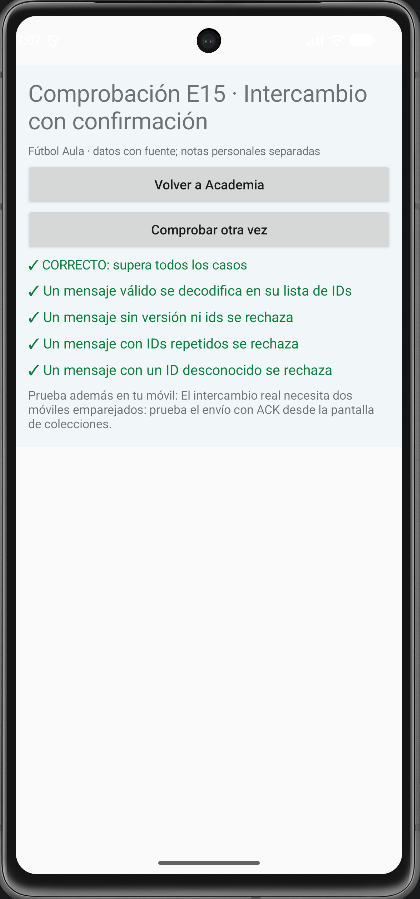 Comprobación E15 · Intercambio
con confirmación
Fútbol Aula · datos con fuente; notas personales separadas
Volver a Academia
Comprobar otra vez
✓ CORRECTO: supera todos los casos
✓ Un mensaje válido se decodifica en su lista de IDs
✓ Un mensaje sin versión ni ids se rechaza
✓ Un mensaje con IDs repetidos se rechaza
✓ Un mensaje con un ID desconocido se rechaza
Prueba además en tu móvil: El intercambio real necesita dos
móviles emparejados: prueba el envío con ACK desde la pantalla
de colecciones.